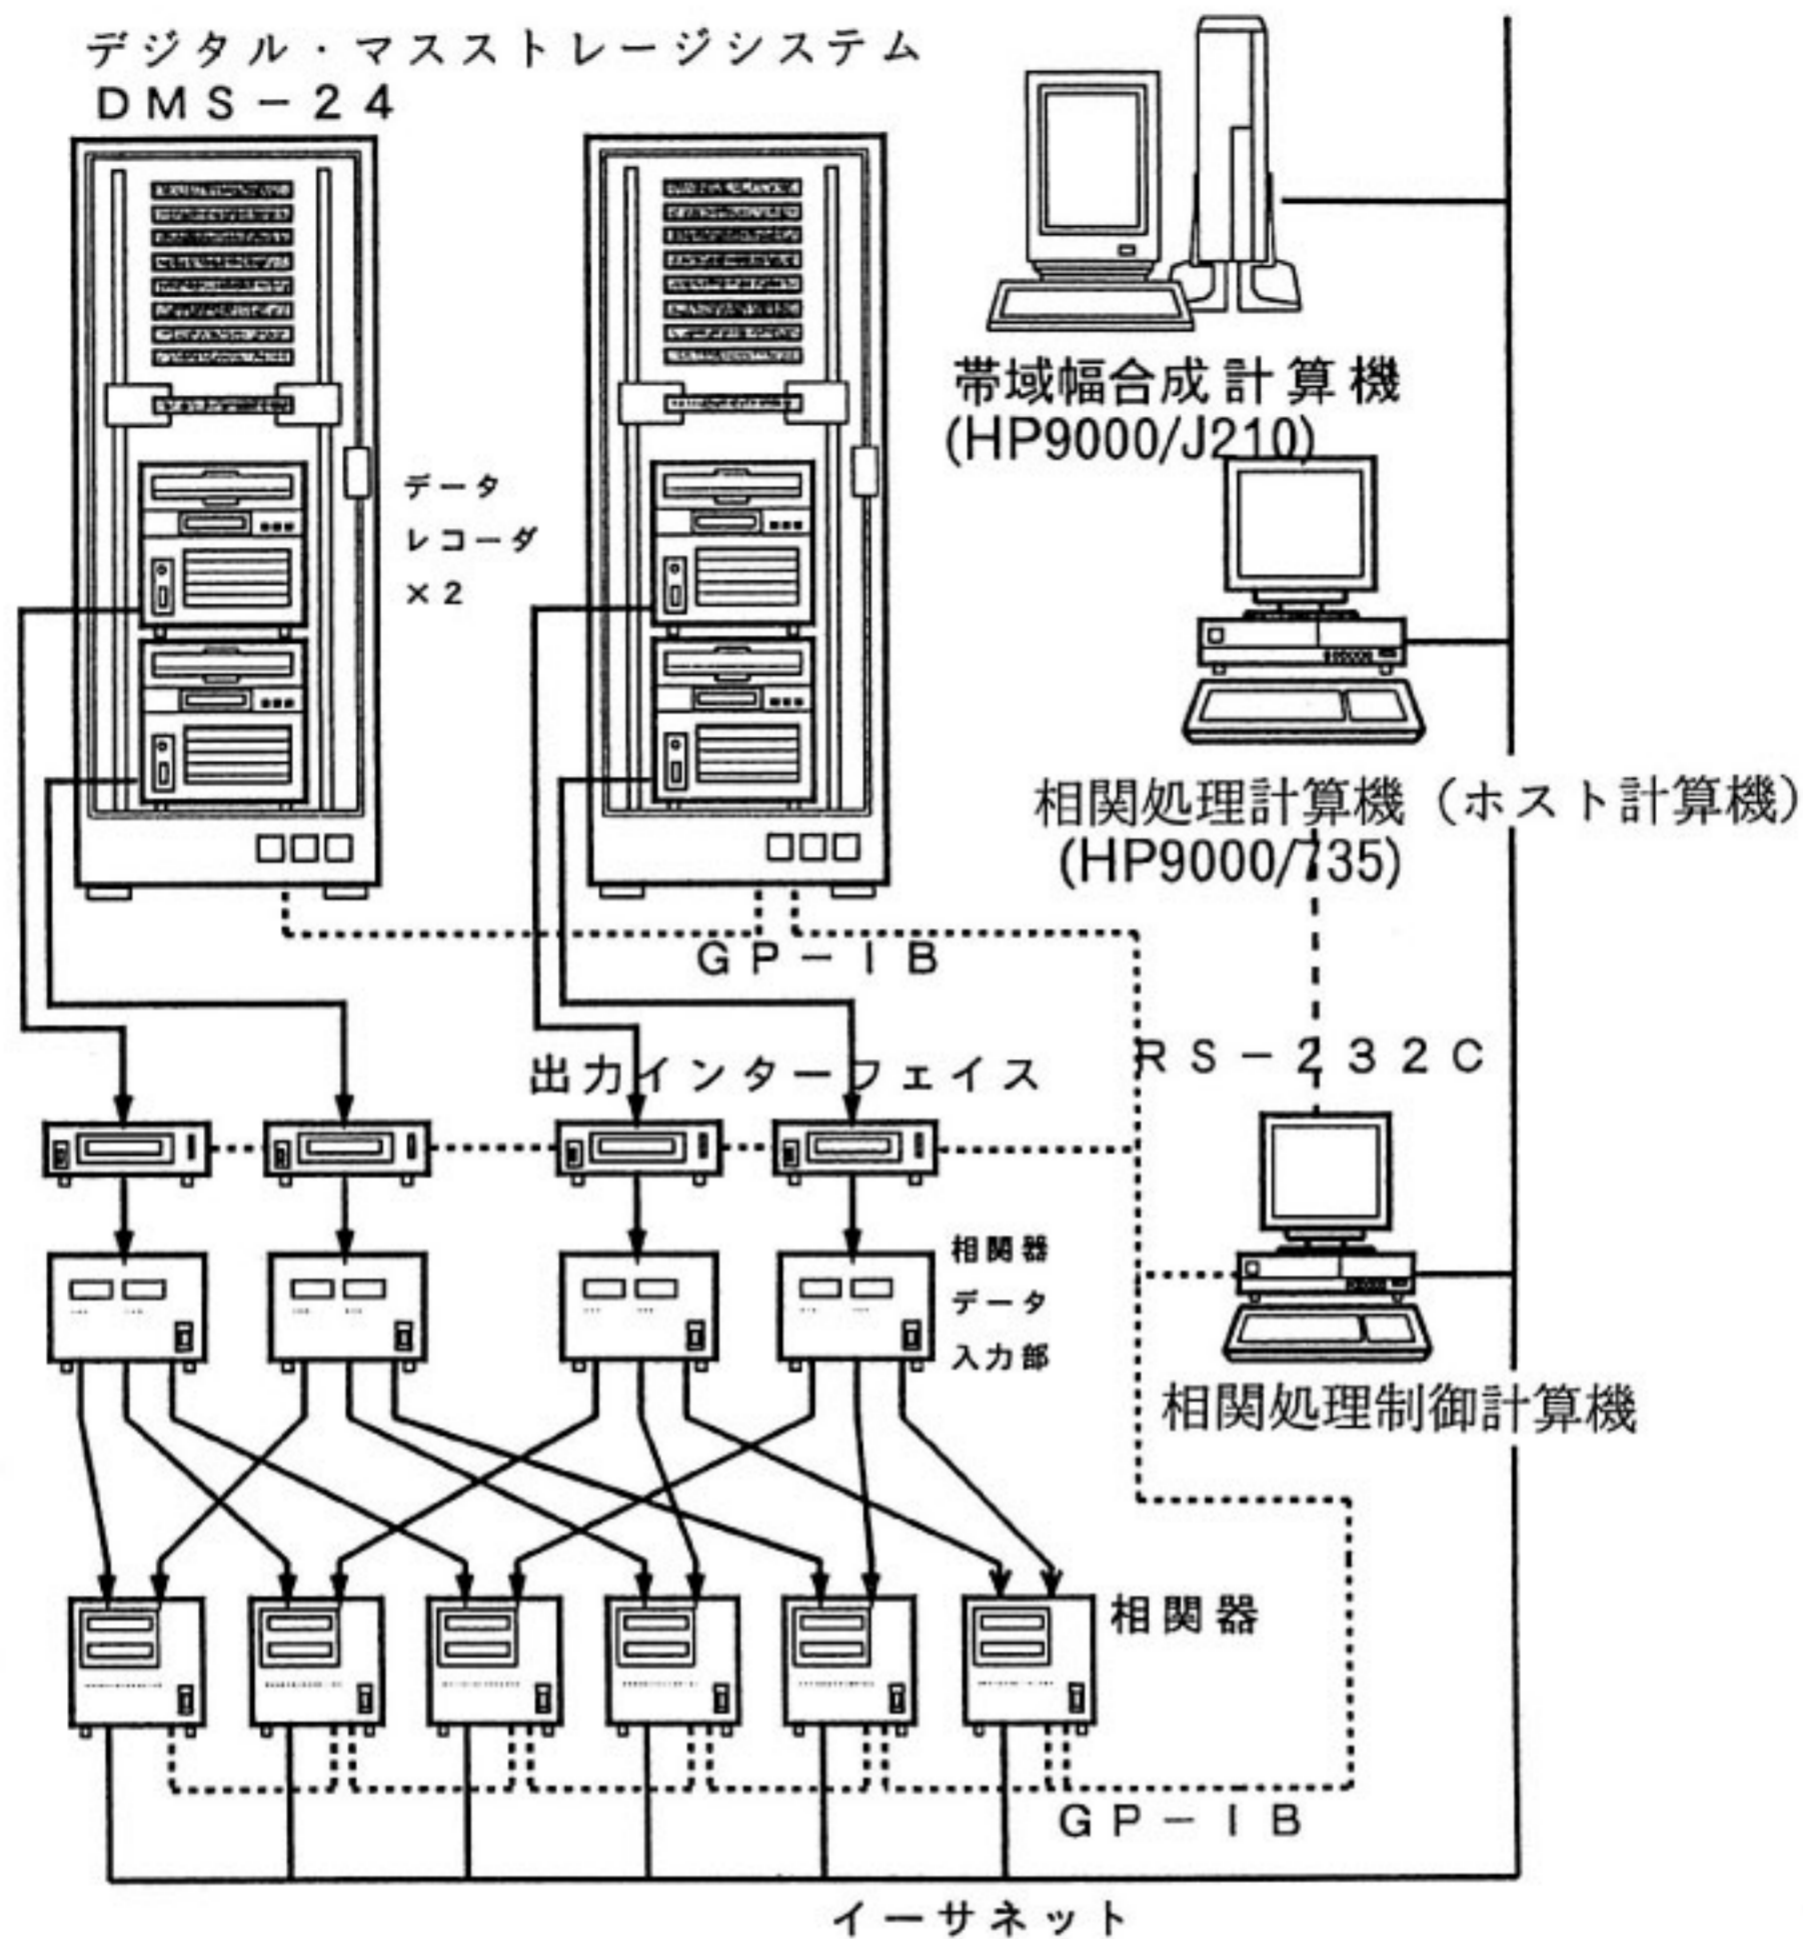 デジタル・マスストレージシステム
DMS-24
データ
レコーダ
×2
帯域幅合成計算機
(HP9000/J210)
相関処理計算機（ホスト計算機）
(HP9000/735)
GP-IB
RS-232C
出力インターフェイス
相関器
データ
入力部
相関処理制御計算機
相関器
GP-IB
イーサネット